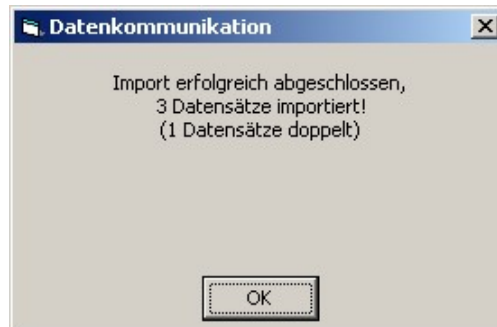 Datenkommunikation
Import erfolgreich abgeschlossen,
3 Datensätze importiert!
(1 Datensätze doppelt)
OK